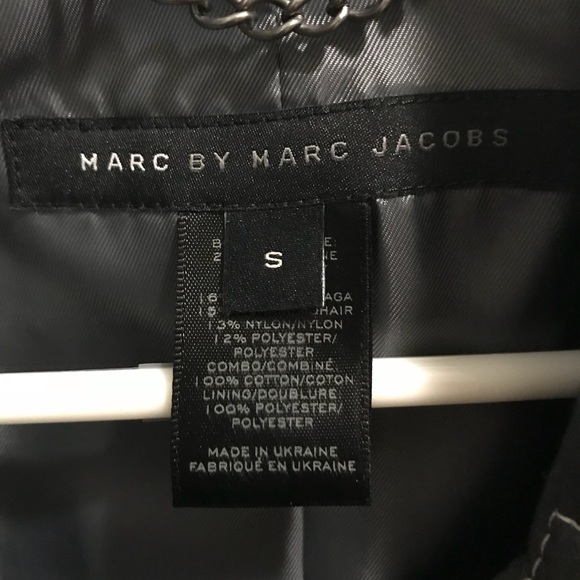 MARC BY MARC JACOBS
S
13% NYLON/NYLON
12% POLYESTER/
POLYESTER
COMBO/COMBINÉ
100% COTTON/COTON
LINING/DOUBLURE
100% POLYESTER/
POLYESTER
MADE IN UKRAINE
FABRIQUÉ EN UKRAINE